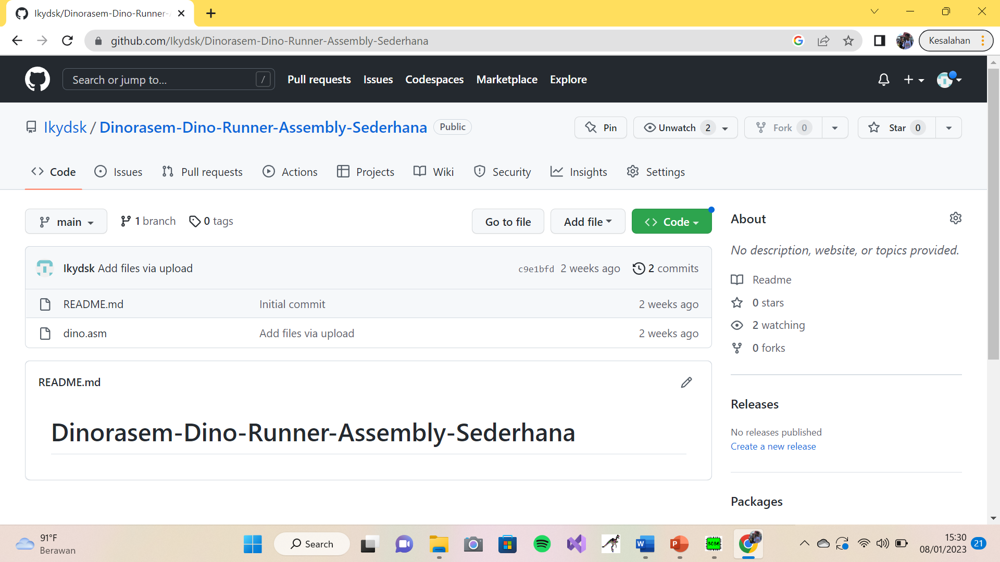 Ikydsk/Dinorasem-Dino-Runner-
github.com/Ikydsk/Dinorasem-Dino-Runner-Assembly-Sederhana
Kesalahan
Search or jump to...
/
Pull requests
Issues
Codespaces
Marketplace
Explore
Ikydsk / Dinorasem-Dino-Runner-Assembly-Sederhana
Public
Pin
Unwatch 2
Fork 0
Star 0
Code
Issues
Pull requests
Actions
Projects
Wiki
Security
Insights
Settings
main
1 branch
0 tags
Go to file
Add file
Code
Ikydsk Add files via upload
c9e1bfd 2 weeks ago
2 commits
README.md
Initial commit
2 weeks ago
dino.asm
Add files via upload
2 weeks ago
README.md
Dinorasem-Dino-Runner-Assembly-Sederhana
About
No description, website, or topics provided.
Readme
0 stars
2 watching
0 forks
Releases
No releases published
Create a new release
Packages
91°F
Berawan
Search
W
P
8086
15:30
08/01/2023
21